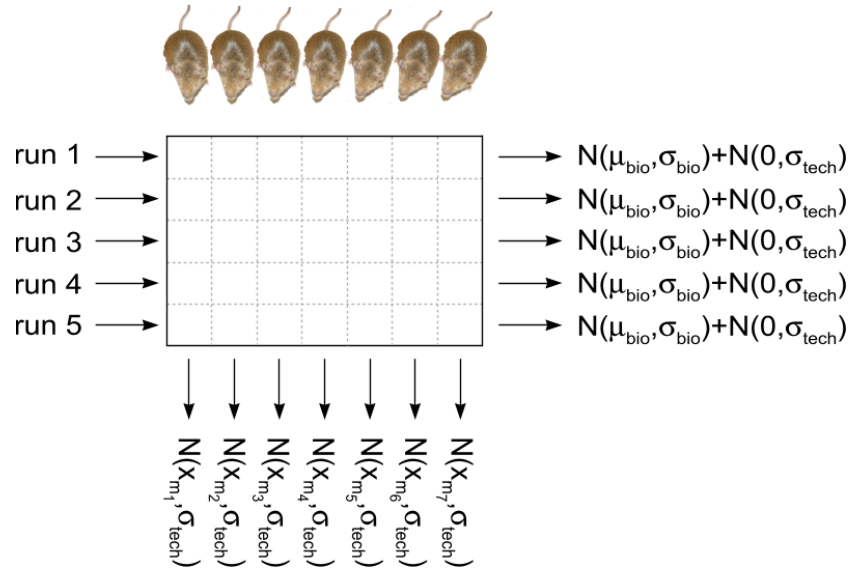 run 1 N(μbio,σbio)+N(0,σtech)
run 2 N(μbio,σbio)+N(0,σtech)
run 3 N(μbio,σbio)+N(0,σtech)
run 4 N(μbio,σbio)+N(0,σtech)
run 5 N(μbio,σbio)+N(0,σtech)
N(xm1,σtech)
N(xm2,σtech)
N(xm3,σtech)
N(xm4,σtech)
N(xm5,σtech)
N(xm6,σtech)
N(xm7,σtech)